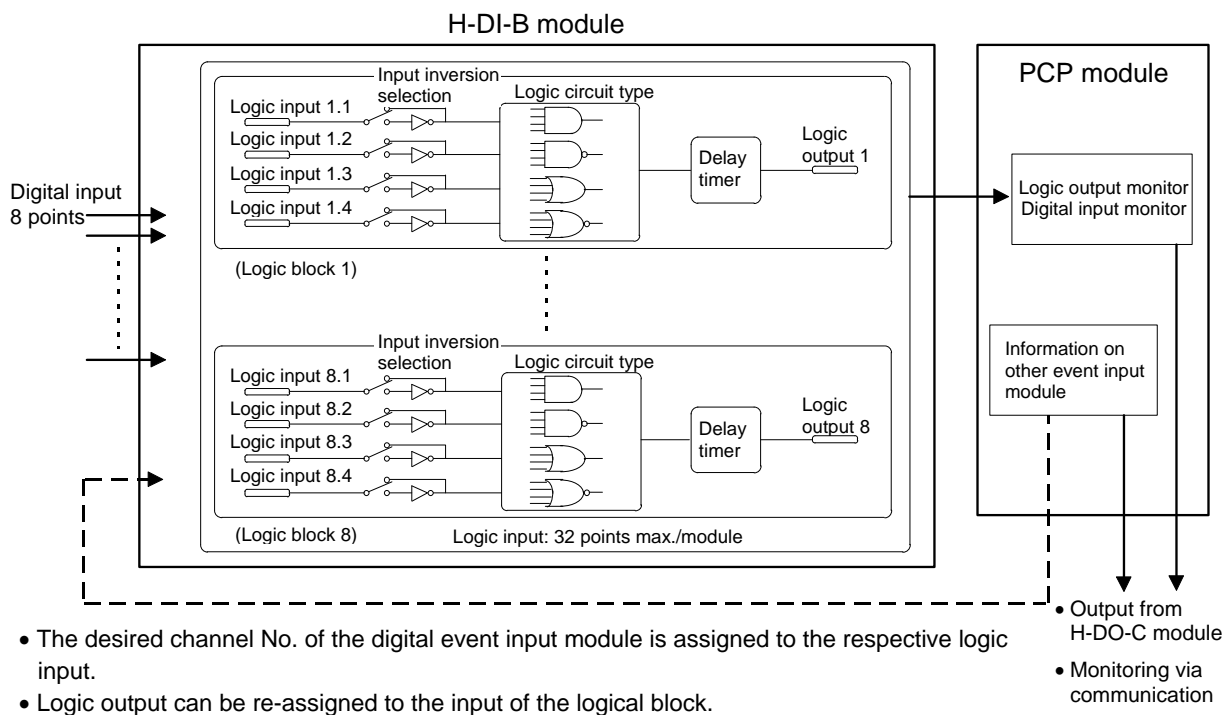 H-DI-B module
Input inversion
selection
Logic circuit type
Logic input 1.1
Logic input 1.2
Logic input 1.3
Logic input 1.4
Delay
timer
Logic
output 1
(Logic block 1)
Digital input
8 points
Input inversion
selection
Logic circuit type
Logic input 8.1
Logic input 8.2
Logic input 8.3
Logic input 8.4
Delay
timer
Logic
output 8
(Logic block 8)
Logic input: 32 points max./module
PCP module
Logic output monitor
Digital input monitor
Information on
other event input
module
• Output from
H-DO-C module
• Monitoring via
communication
• The desired channel No. of the digital event input module is assigned to the respective logic
input.
• Logic output can be re-assigned to the input of the logical block.